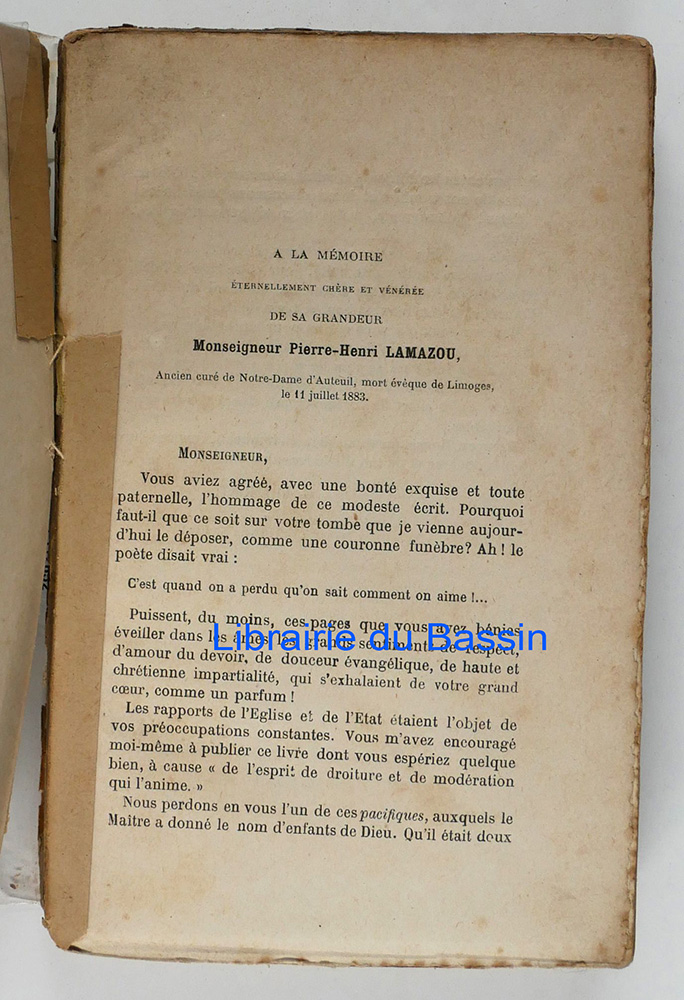 A LA MÉMOIRE
ÉTERNELLEMENT CHÈRE ET VÉNÉRÉE
DE SA GRANDEUR
Monseigneur Pierre-Henri LAMAZOU,
Ancien curé de Notre-Dame d'Auteuil, mort évêque de Limoges,
le 11 juillet 1883.
MONSEIGNEUR,
Vous aviez agréé, avec une bonté exquise et toute
paternelle, l'hommage de ce modeste écrit. Pourquoi
faut-il que ce soit sur votre tombe que je vienne aujour-
d'hui le déposer, comme une couronne funèbre? Ah! le
poète disait vrai :
C'est quand on a perdu qu'on sait comment on aime!...
Puissent, du moins, ces pages que vous avez bénies
éveiller dans les âmes les grands sentiments de respect,
Librairie du Bassin
d'amour du devoir, de douceur évangélique, de haute et
chrétienne impartialité, qui s'exhalaient de votre grand
cœur, comme un parfum!
Les rapports de l'Eglise et de l'Etat étaient l'objet de
vos préoccupations constantes. Vous m'avez encouragé
moi-même à publier ce livre dont vous espériez quelque
bien, à cause « de l'esprit de droiture et de modération
qui l'anime. »
Nous perdons en vous l'un de ces pacifiques, auxquels le
Maître a donné le nom d'enfants de Dieu. Qu'il était doux